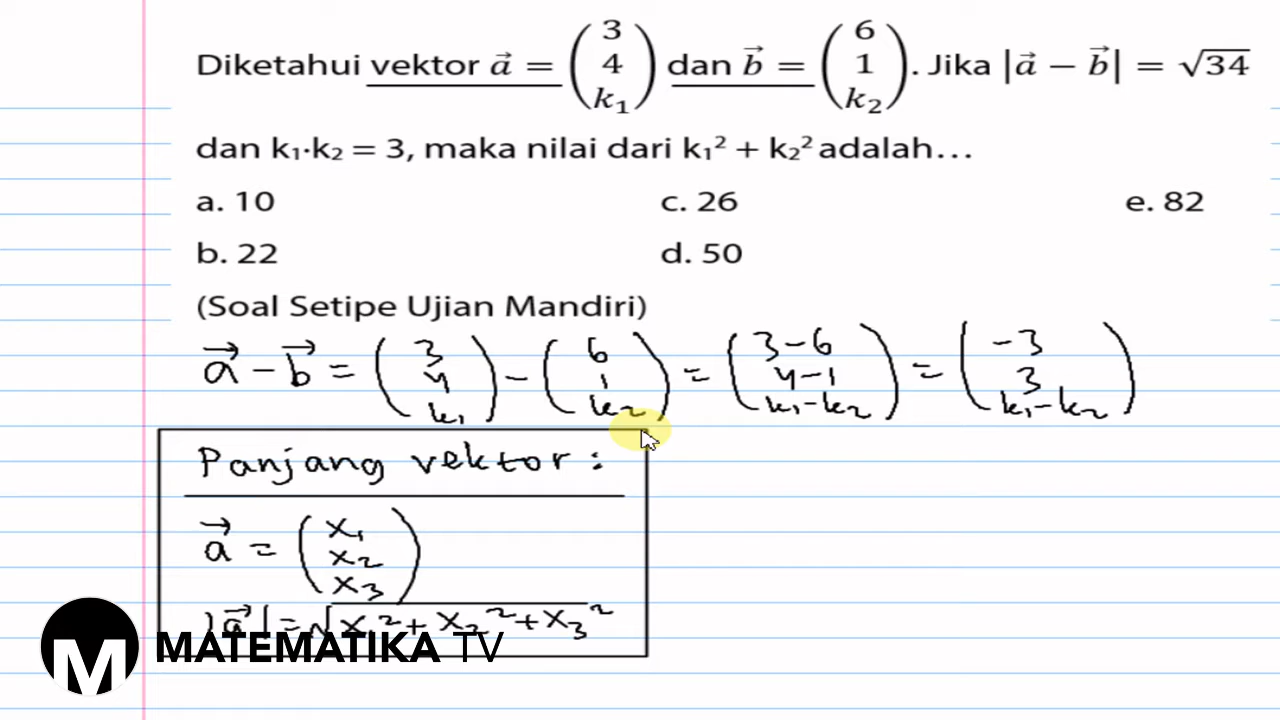 Diketahui vektor a⃗ = (3 4 k₁) dan b⃗ = (6 1 k₂). Jika |a⃗ − b⃗| = √34
dan k₁·k₂ = 3, maka nilai dari k₁² + k₂² adalah...
a. 10 c. 26 e. 82
b. 22 d. 50
(Soal Setipe Ujian Mandiri)
a⃗ − b⃗ = (3 4 k₁) − (6 1 k₂) = (3−6 4−1 k₁−k₂) = (−3 3 k₁−k₂)
Panjang vektor :
a⃗ = (x₁ x₂ x₃)
|a⃗| = √x₁² + x₂² + x₃²
M MATEMATIKA TV